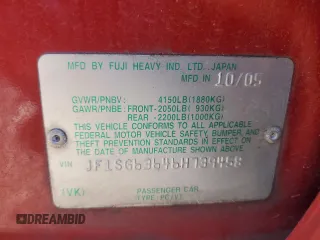 MFD BY FUJI HEAVY IND. LTD., JAPAN
MFD IN 10/05
GVWR/PNBV: 4150LB(1880KG)
GAWR/PNBE: FRONT-2050LB( 930KG)
REAR -2200LB(1000KG)
THIS VEHICLE CONFORMS TO ALL APPLICABLE
FEDERAL MOTOR VEHICLE SAFETY, BUMPER, AND
THEFT PREVENTION STANDARDS IN EFFECT ON THE
DATE OF MANUFACTURE SHOWN ABOVE.
VIN
(VK)
PASSENGER CAR
DREAMBID